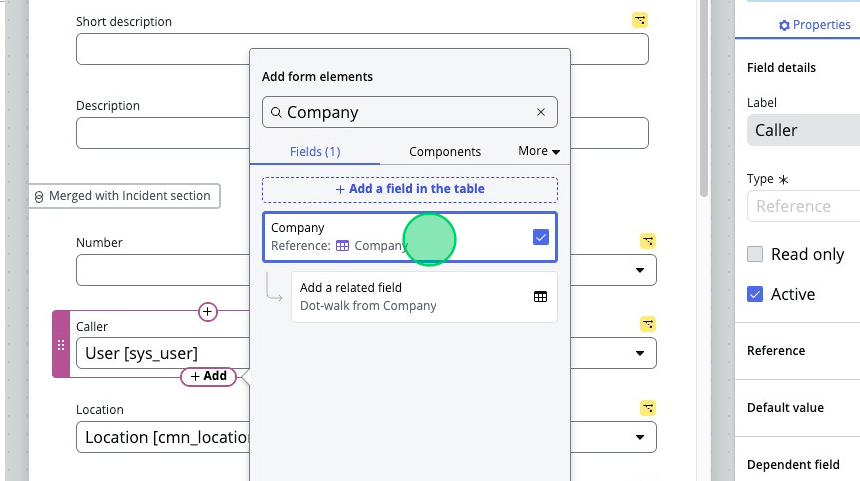 Short description
Description
Merged with Incident section
Number
Caller
User [sys_user]
+ Add
Location
Location [cmn_locatio
Add form elements
Company
Fields (1)
Components
More
+ Add a field in the table
Company
Reference: Company
Add a related field
Dot-walk from Company
Properties
Field details
Label
Caller
Type
Reference
Read only
Active
Reference
Default value
Dependent field